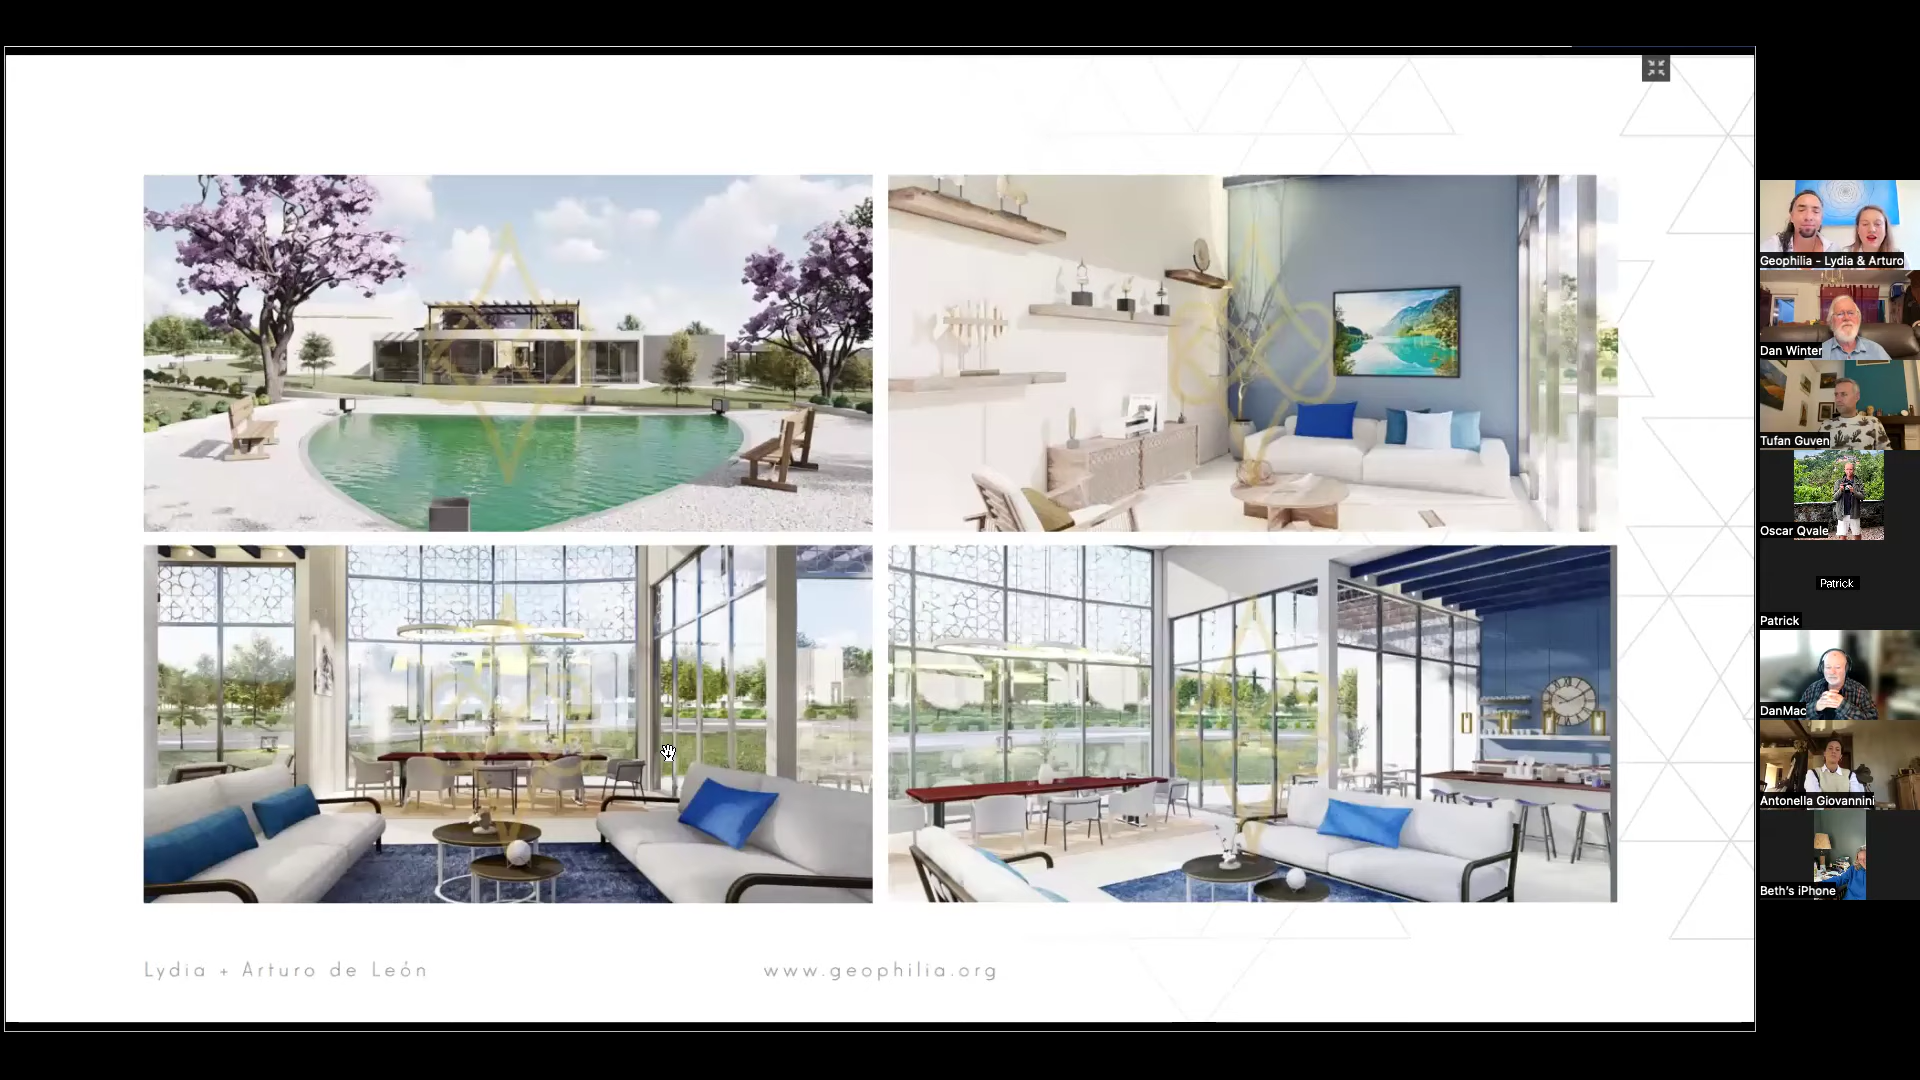 Lydia + Arturo de León
www.geophilia.org
Geophilia - Lydia & Arturo
Dan Winter
Tufan Guven
Oscar Qvale
Patrick
Patrick
DanMac
Antonella Giovannini
Beth's iPhone